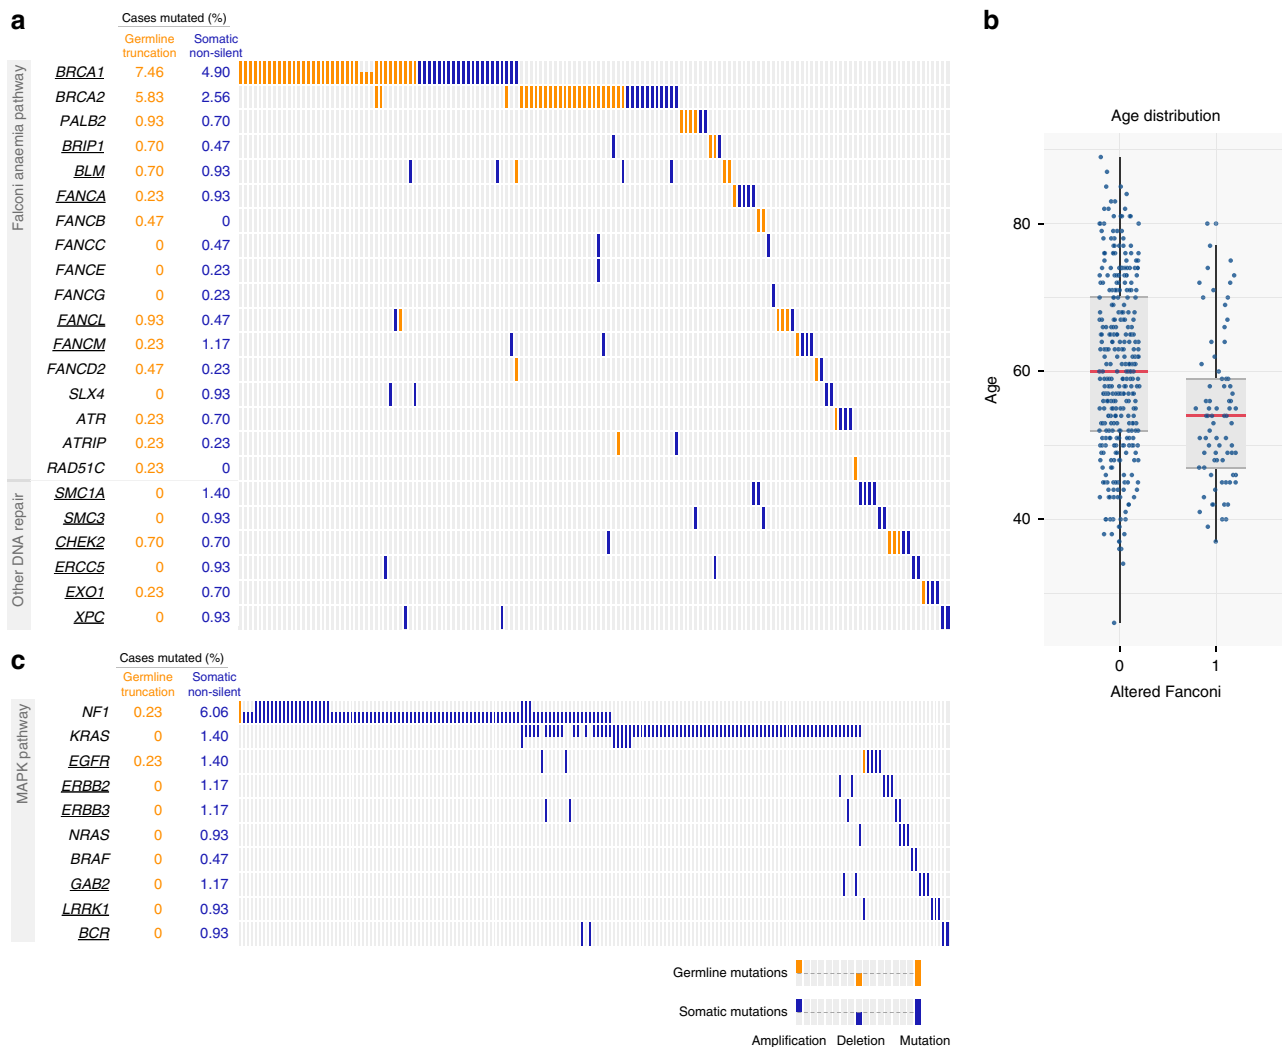 a
Cases mutated (%)
Germline truncation
Somatic non-silent
Falconi anaemia pathway
BRCA1 7.46 4.90
BRCA2 5.83 2.56
PALB2 0.93 0.70
BRIP1 0.70 0.47
BLM 0.70 0.93
FANCA 0.23 0.93
FANCB 0.47 0
FANCC 0 0.47
FANCE 0 0.23
FANCG 0 0.23
FANCL 0.93 0.47
FANCM 0.23 1.17
FANCD2 0.47 0.23
SLX4 0 0.93
ATR 0.23 0.70
ATRIP 0.23 0.23
RAD51C 0.23 0
Other DNA repair
SMC1A 0 1.40
SMC3 0 0.93
CHEK2 0.70 0.70
ERCC5 0 0.93
EXO1 0.23 0.70
XPC 0 0.93
b
Age distribution
Age
80
60
40
0 1
Altered Fanconi
c
Cases mutated (%)
Germline truncation
Somatic non-silent
MAPK pathway
NF1 0.23 6.06
KRAS 0 1.40
EGFR 0.23 1.40
ERBB2 0 1.17
ERBB3 0 1.17
NRAS 0 0.93
BRAF 0 0.47
GAB2 0 1.17
LRRK1 0 0.93
BCR 0 0.93
Germline mutations
Somatic mutations
Amplification Deletion Mutation